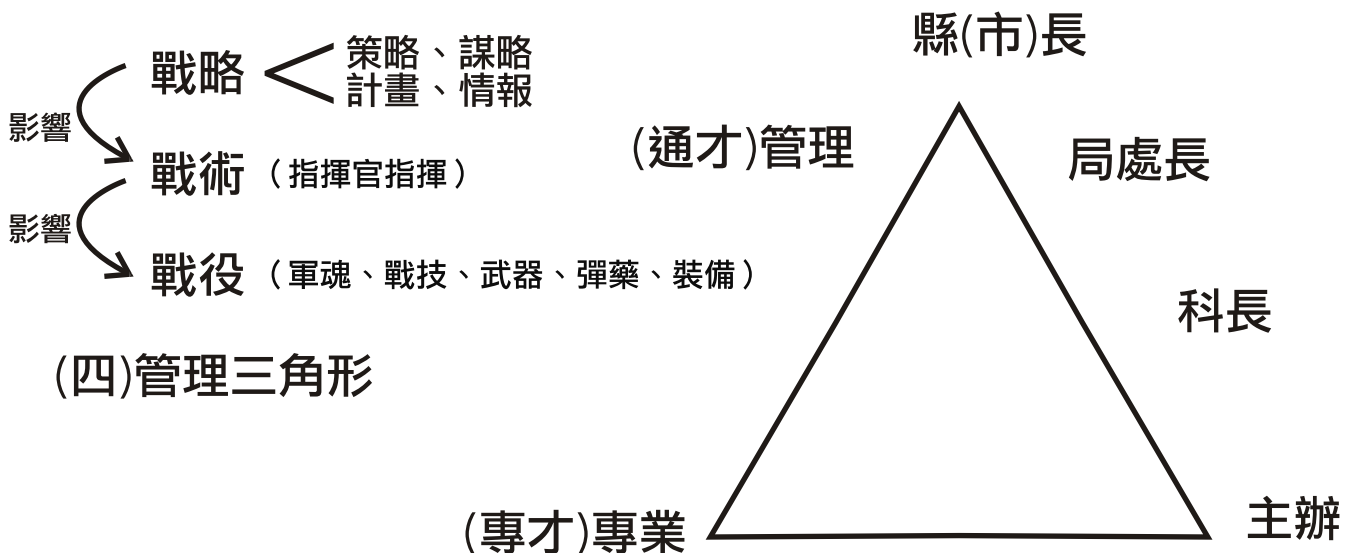 戰略
策略、謀略
計畫、情報
影響
戰術（指揮官指揮）
影響
戰役（軍魂、戰技、武器、彈藥、裝備）
(四)管理三角形
縣(市)長
(通才)管理
局處長
科長
(專才)專業
主辦